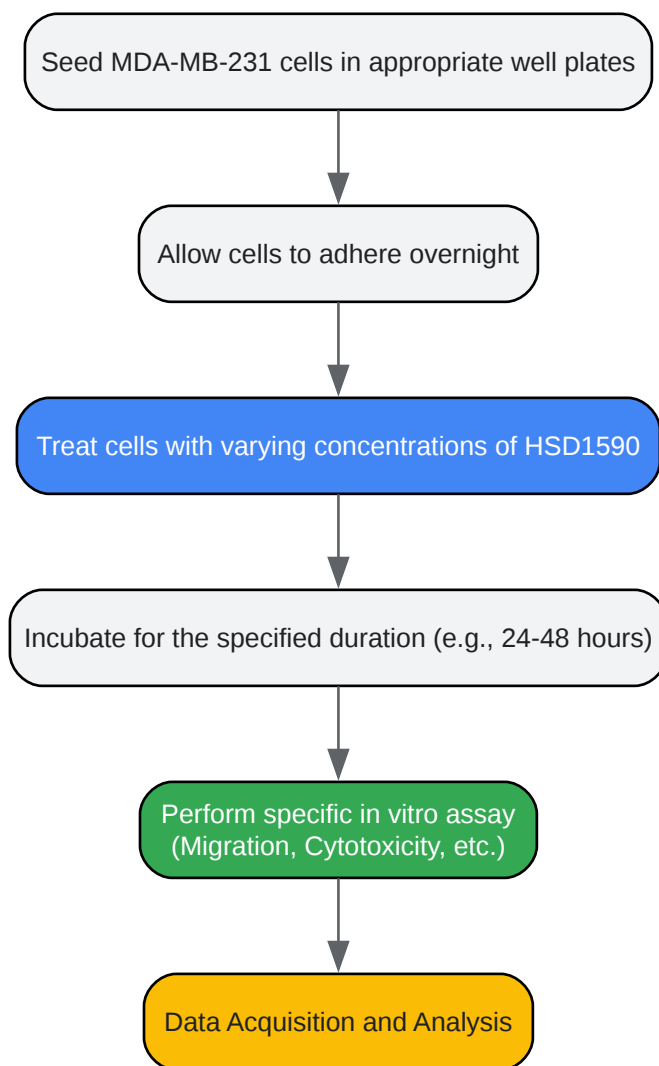 Seed MDA-MB-231 cells in appropriate well plates
Allow cells to adhere overnight
Treat cells with varying concentrations of HSD1590
Incubate for the specified duration (e.g., 24-48 hours)
Perform specific in vitro assay
(Migration, Cytotoxicity, etc.)
Data Acquisition and Analysis